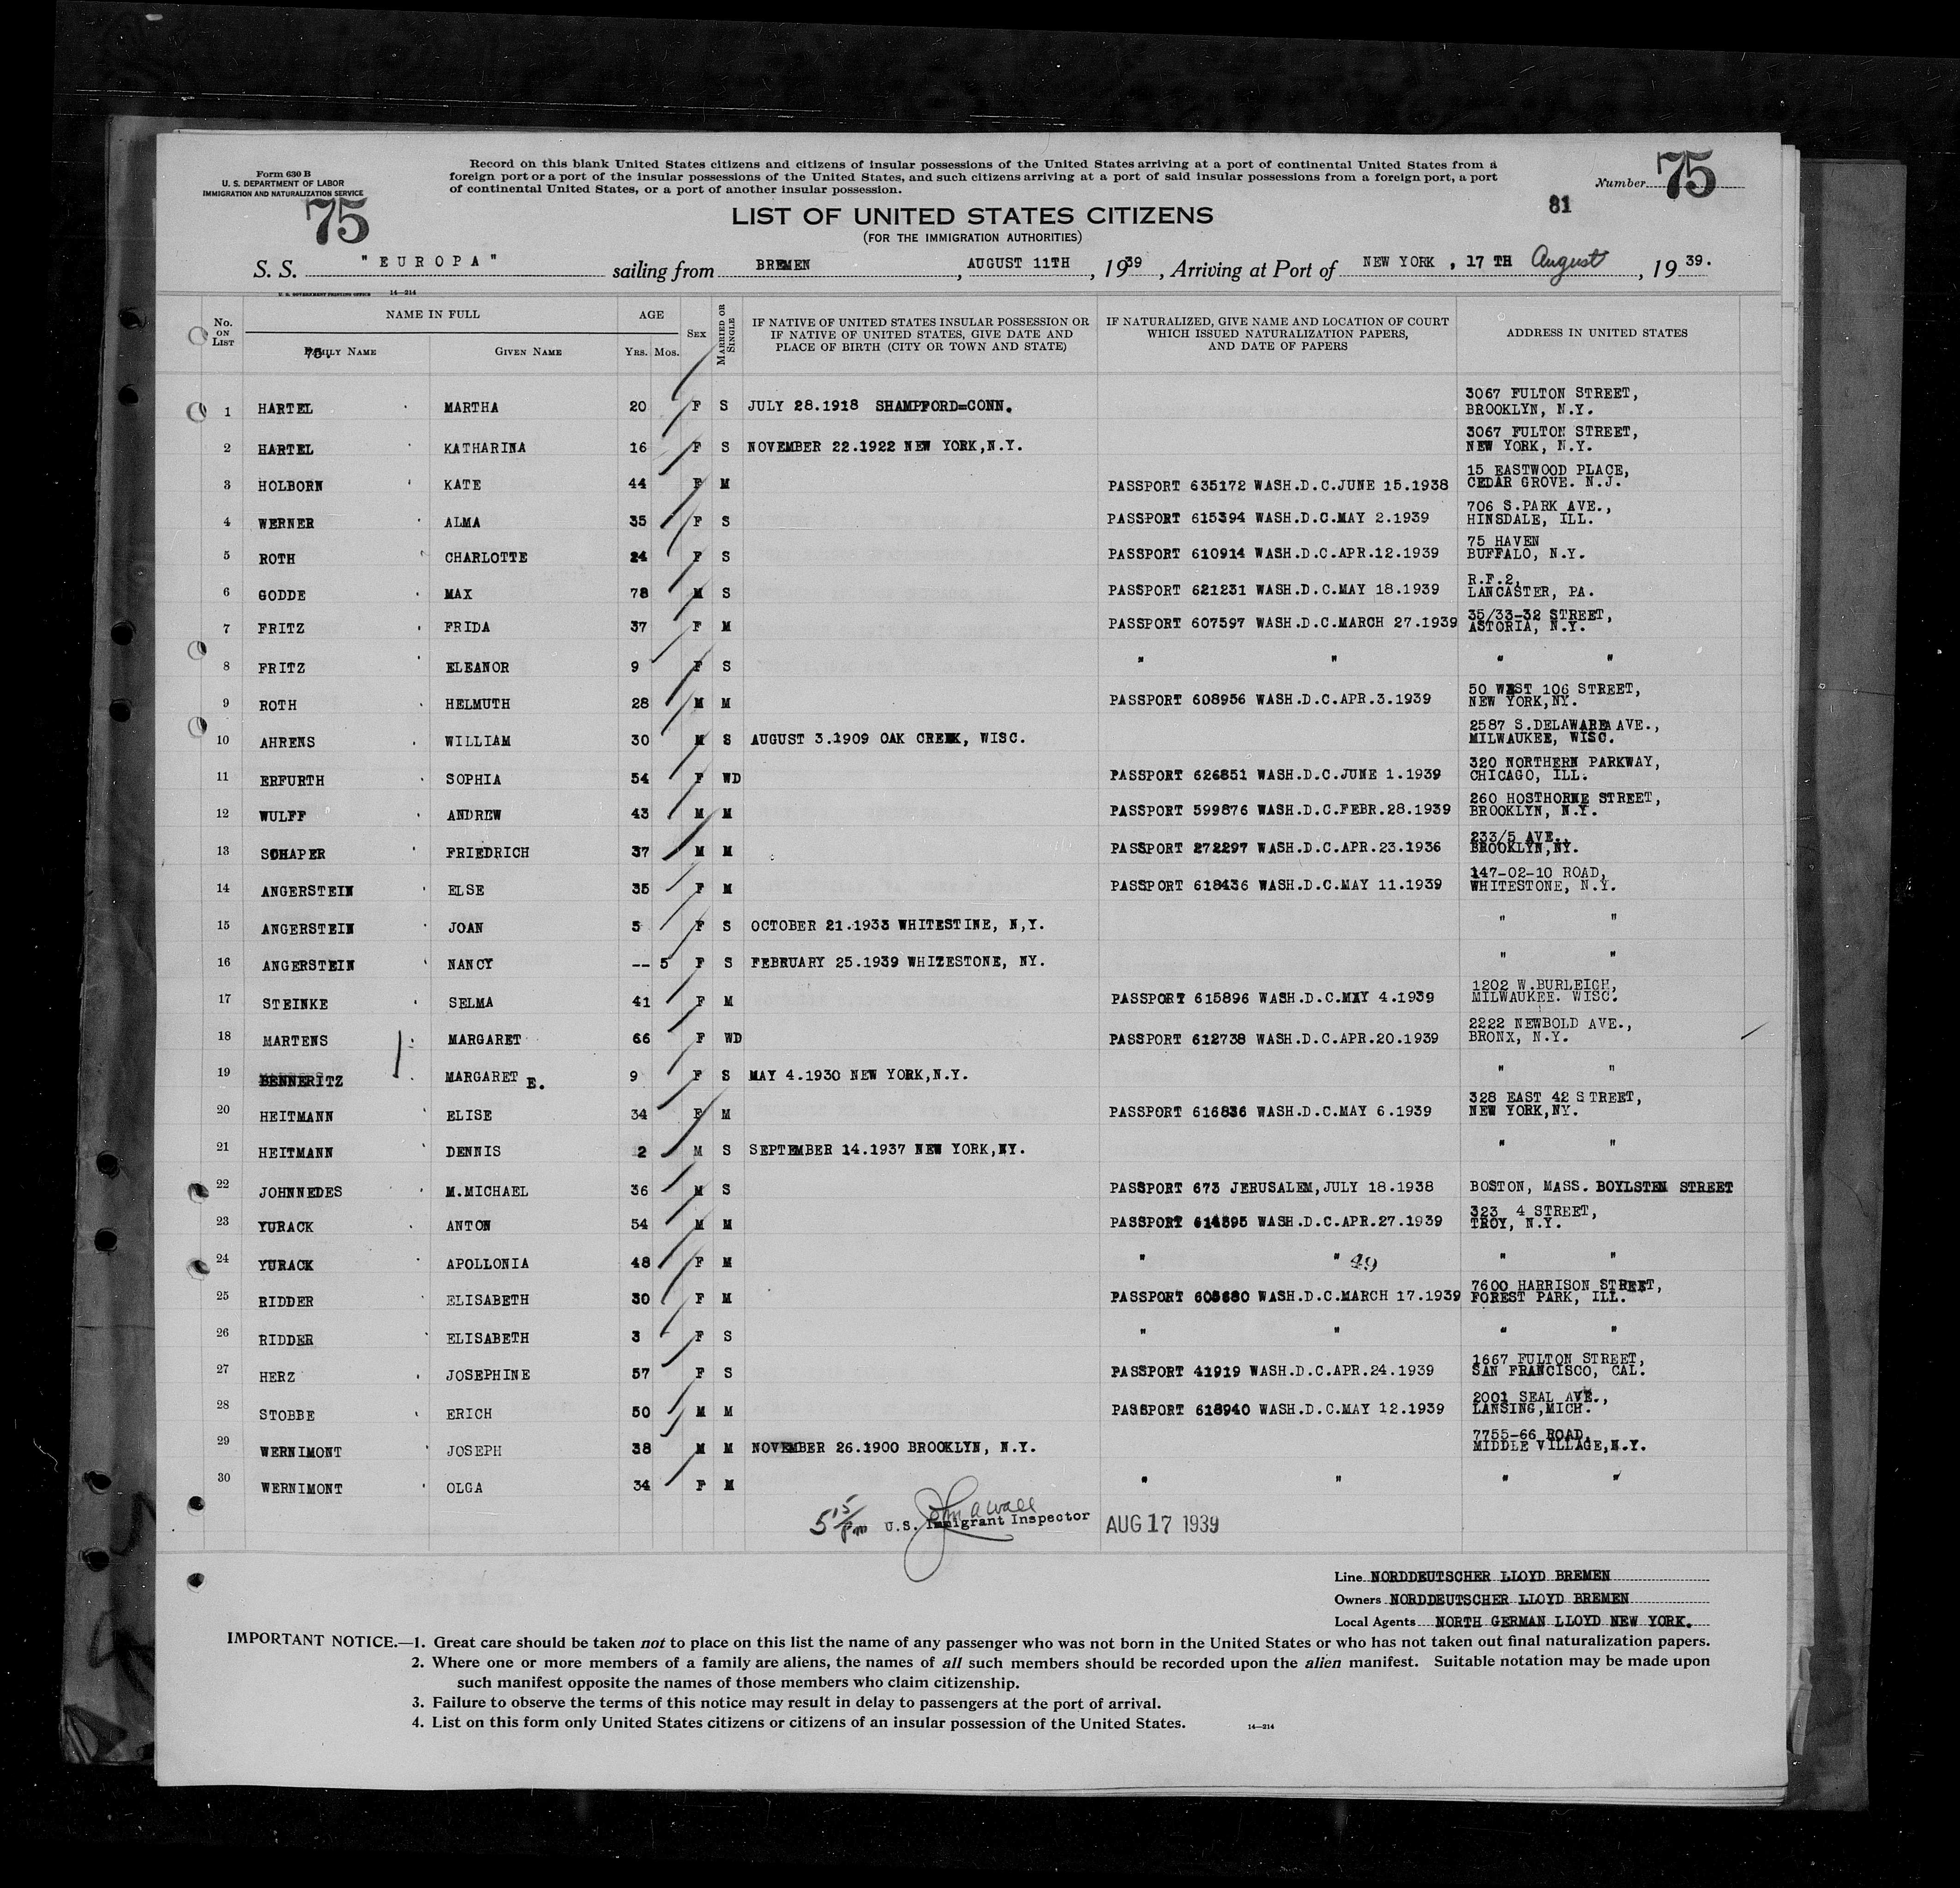 Form 630 B
U. S. DEPARTMENT OF LABOR
IMMIGRATION AND NATURALIZATION SERVICE
75
Record on this blank United States citizens and citizens of insular possessions of the United States arriving at a port of continental United States from a
foreign port or a port of the insular possessions of the United States, and such citizens arriving at a port of said insular possessions from a foreign port, a port
of continental United States, or a port of another insular possession.
Number 75
81
LIST OF UNITED STATES CITIZENS
(FOR THE IMMIGRATION AUTHORITIES)
S. S. "EUROPA" sailing from BREMEN, AUGUST 11TH, 1939, Arriving at Port of NEW YORK, 17 TH August, 1939.
U. S. GOVERNMENT PRINTING OFFICE 14—214
No. ON LIST NAME IN FULL AGE SEX MARRIED OR SINGLE IF NATIVE OF UNITED STATES INSULAR POSSESSION OR IF NATIVE OF UNITED STATES, GIVE DATE AND PLACE OF BIRTH (CITY OR TOWN AND STATE) IF NATURALIZED, GIVE NAME AND LOCATION OF COURT WHICH ISSUED NATURALIZATION PAPERS, AND DATE OF PAPERS ADDRESS IN UNITED STATES
75. FAMILY NAME GIVEN NAME YRS. MOS.
1 HARTEL MARTHA 20 F S JULY 28.1918 SHAMPFORD=CONN. 3067 FULTON STREET, BROOKLYN, N.Y.
2 HARTEL KATHARINA 16 F S NOVEMBER 22.1922 NEW YORK,N.Y. 3067 FULTON STREET, NEW YORK, N.Y.
3 HOLBORN KATE 44 F M PASSPORT 635172 WASH.D.C.JUNE 15.1938 15 EASTWOOD PLACE, CEDAR GROVE. N.J.
4 WERNER ALMA 35 F S PASSPORT 615394 WASH.D.C.MAY 2.1939 706 S.PARK AVE., HINSDALE, ILL.
5 ROTH CHARLOTTE 24 F S PASSPORT 610914 WASH.D.C.APR.12.1939 75 HAVEN BUFFALO, N.Y.
6 GODDE MAX 78 M S PASSPORT 621231 WASH.D.C.MAY 18.1939 R.F.2, LANCASTER, PA.
7 FRITZ FRIDA 37 F M PASSPORT 607597 WASH.D.C.MARCH 27.1939 35/33-32 STREET, ASTORIA, N.Y.
8 FRITZ ELEANOR 9 F S " " " "
9 ROTH HELMUTH 28 M M PASSPORT 608956 WASH.D.C.APR.3.1939 50 WEST 106 STREET, NEW YORK,NY.
10 AHRENS WILLIAM 30 M S AUGUST 3.1909 OAK CREEK, WISC. 2587 S.DELAWARE AVE., MILWAUKEE, WISC.
11 ERFURTH SOPHIA 54 F WD PASSPORT 626851 WASH.D.C.JUNE 1.1939 320 NORTHERN PARKWAY, CHICAGO, ILL.
12 WULFF ANDREW 43 M M PASSPORT 599876 WASH.D.C.FEBR.28.1939 260 HOSTHORNE STREET, BROOKLYN, N.Y.
13 SCHAPER FRIEDRICH 37 M M PASSPORT 272297 WASH.D.C.APR.23.1936 233/5 AVE., BROOKLYN,NY.
14 ANGERSTEIN ELSE 35 F M PASSPORT 618436 WASH.D.C.MAY 11.1939 147-02-10 ROAD, WHITESTONE, N.Y.
15 ANGERSTEIN JOAN 5 F S OCTOBER 21.1933 WHITESTINE, N,Y. " "
16 ANGERSTEIN NANCY -- 5 F S FEBRUARY 25.1939 WHIZESTONE, NY. " "
17 STEINKE SELMA 41 F M PASSPORT 615896 WASH.D.C.MAY 4.1939 1202 W.BURLEIGH, MILWAUKEE. WISC.
18 MARTENS MARGARET 66 F WD PASSPORT 612738 WASH.D.C.APR.20.1939 2222 NEWBOLD AVE., BRONX, N.Y.
19 BENNERITZ MARGARET E. 9 F S MAY 4.1930 NEW YORK,N.Y. " "
20 HEITMANN ELISE 34 F M PASSPORT 616836 WASH.D.C.MAY 6.1939 328 EAST 42 STREET, NEW YORK,NY.
21 HEITMANN DENNIS 2 M S SEPTEMBER 14.1937 NEW YORK,NY. " "
22 JOHNNEDES M.MICHAEL 36 M S PASSPORT 673 JERUSALEM,JULY 18.1938 BOSTON, MASS. BOYLSTEN STREET
23 YURACK ANTON 54 M M PASSPORT 614395 WASH.D.C.APR.27.1939 323 4 STREET, TROY, N.Y.
24 YURACK APOLLONIA 48 F M " " 49 " "
25 RIDDER ELISABETH 30 F M PASSPORT WASH.D.C.MARCH 17.1939 7600 HARRISON STREET, FOREST PARK, ILL.
26 RIDDER ELISABETH 3 F S " " " "
27 HERZ JOSEPHINE 57 F S PASSPORT 41919 WASH.D.C.APR.24.1939 1667 FULTON STREET, SAN FRANCISCO, CAL.
28 STOBBE ERICH 50 M M PASSPORT 618940 WASH.D.C.MAY 12.1939 2001 SEAL AVE., LANSING,MICH.
29 WERNIMONT JOSEPH 38 M M NOVEMBER 26.1900 BROOKLYN, N.Y. 7755-66 ROAD, MIDDLE VILLAGE,N.Y.
30 WERNIMONT OLGA 34 F M " " " "
5 15/pm John A Wall U.S. Immigrant Inspector AUG 17 1939
Line NORDDEUTSCHER LLOYD BREMEN
Owners NORDDEUTSCHER LLOYD BREMEN
Local Agents NORTH GERMAN LLOYD NEW YORK.
IMPORTANT NOTICE.—1. Great care should be taken not to place on this list the name of any passenger who was not born in the United States or who has not taken out final naturalization papers.
2. Where one or more members of a family are aliens, the names of all such members should be recorded upon the alien manifest. Suitable notation may be made upon
such manifest opposite the names of those members who claim citizenship.
3. Failure to observe the terms of this notice may result in delay to passengers at the port of arrival.
4. List on this form only United States citizens or citizens of an insular possession of the United States.
14—214